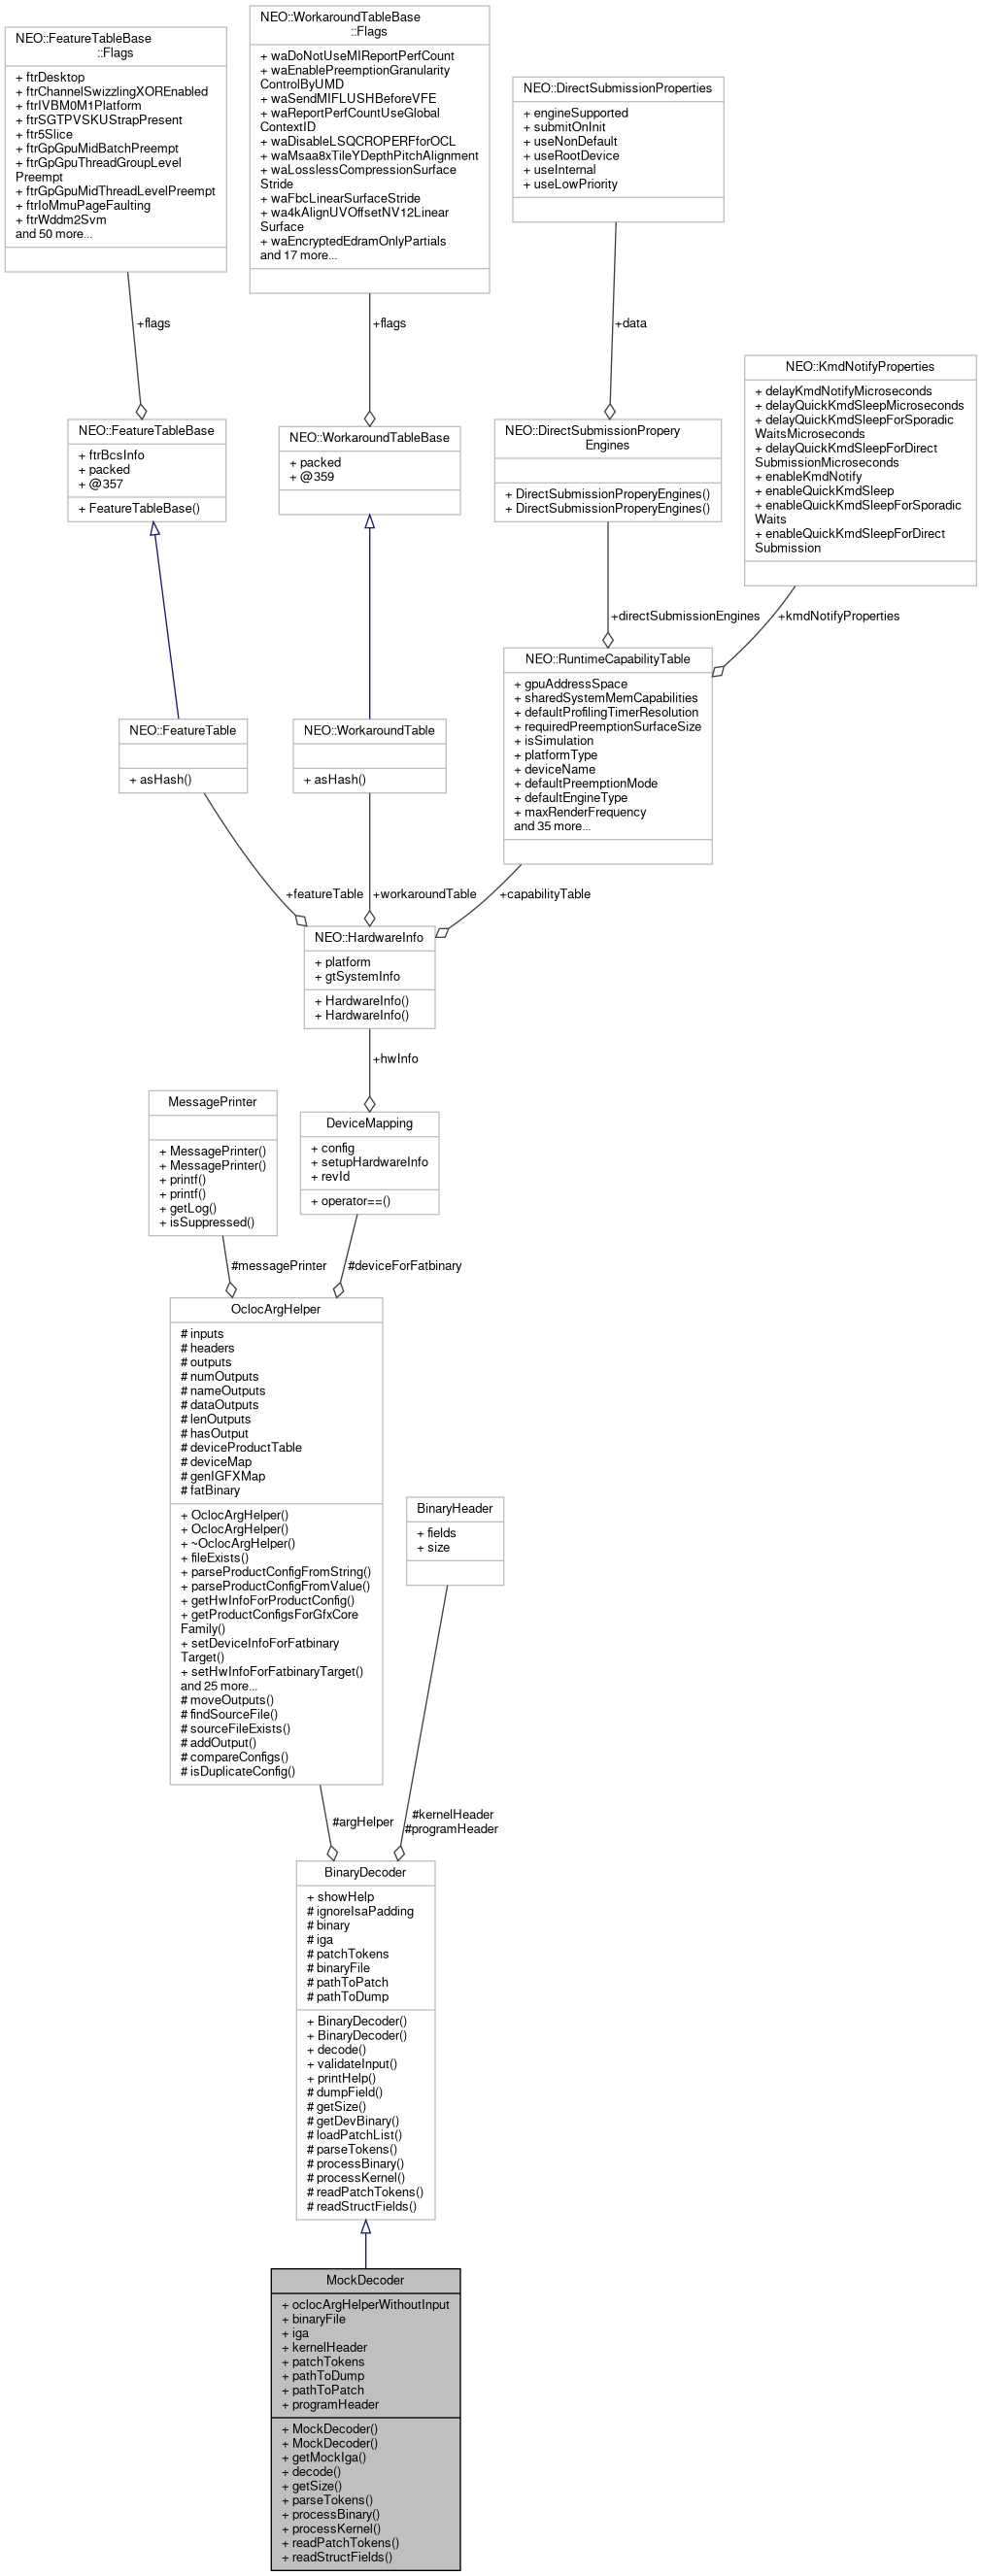 NEO::FeatureTableBase
::Flags
+ ftrDesktop
+ ftrChannelSwizzlingXOREnabled
+ ftrIVBM0M1Platform
+ ftrSGTPVSKUStrapPresent
+ ftr5Slice
+ ftrGpGpuMidBatchPreempt
+ ftrGpGpuThreadGroupLevel
Preempt
+ ftrGpGpuMidThreadLevelPreempt
+ ftrIoMmuPageFaulting
+ ftrWddm2Svm
and 50 more...
NEO::WorkaroundTableBase
::Flags
+ waDoNotUseMIReportPerfCount
+ waEnablePreemptionGranularity
ControlByUMD
+ waSendMIFLUSHBeforeVFE
+ waReportPerfCountUseGlobal
ContextID
+ waDisableLSQCROPERFforOCL
+ waMsaa8xTileYDepthPitchAlignment
+ waLosslessCompressionSurface
Stride
+ waFbcLinearSurfaceStride
+ wa4kAlignUVOffsetNV12Linear
Surface
+ waEncryptedEdramOnlyPartials
and 17 more...
NEO::DirectSubmissionProperties
+ engineSupported
+ submitOnInit
+ useNonDefault
+ useRootDevice
+ useInternal
+ useLowPriority
+flags
+flags
+data
NEO::KmdNotifyProperties
+ delayKmdNotifyMicroseconds
+ delayQuickKmdSleepMicroseconds
+ delayQuickKmdSleepForSporadic
WaitsMicroseconds
+ delayQuickKmdSleepForDirect
SubmissionMicroseconds
+ enableKmdNotify
+ enableQuickKmdSleep
+ enableQuickKmdSleepForSporadic
Waits
+ enableQuickKmdSleepForDirect
Submission
NEO::FeatureTableBase
+ ftrBcsInfo
+ packed
+ @357
+ FeatureTableBase()
NEO::WorkaroundTableBase
+ packed
+ @359
NEO::DirectSubmissionPropery
Engines
+ DirectSubmissionProperyEngines()
+ DirectSubmissionProperyEngines()
+directSubmissionEngines
+kmdNotifyProperties
NEO::FeatureTable
+ asHash()
NEO::WorkaroundTable
+ asHash()
NEO::RuntimeCapabilityTable
+ gpuAddressSpace
+ sharedSystemMemCapabilities
+ defaultProfilingTimerResolution
+ requiredPreemptionSurfaceSize
+ isSimulation
+ platformType
+ deviceName
+ defaultPreemptionMode
+ defaultEngineType
+ maxRenderFrequency
and 35 more...
+featureTable
+workaroundTable
+capabilityTable
NEO::HardwareInfo
+ platform
+ gtSystemInfo
+ HardwareInfo()
+ HardwareInfo()
+hwInfo
MessagePrinter
+ MessagePrinter()
+ MessagePrinter()
+ printf()
+ printf()
+ getLog()
+ isSuppressed()
DeviceMapping
+ config
+ setupHardwareInfo
+ revId
+ operator==()
#messagePrinter
#deviceForFatbinary
OclocArgHelper
# inputs
# headers
# outputs
# numOutputs
# nameOutputs
# dataOutputs
# lenOutputs
# hasOutput
# deviceProductTable
# deviceMap
# genIGFXMap
# fatBinary
+ OclocArgHelper()
+ OclocArgHelper()
+ ~OclocArgHelper()
+ fileExists()
+ parseProductConfigFromString()
+ parseProductConfigFromValue()
+ getHwInfoForProductConfig()
+ getProductConfigsForGfxCore
Family()
+ setDeviceInfoForFatbinary
Target()
+ setHwInfoForFatbinaryTarget()
and 25 more...
# moveOutputs()
# findSourceFile()
# sourceFileExists()
# addOutput()
# compareConfigs()
# isDuplicateConfig()
BinaryHeader
+ fields
+ size
#argHelper
#kernelHeader
#programHeader
BinaryDecoder
+ showHelp
# ignoreIsaPadding
# binary
# iga
# patchTokens
# binaryFile
# pathToPatch
# pathToDump
+ BinaryDecoder()
+ BinaryDecoder()
+ decode()
+ validateInput()
+ printHelp()
# dumpField()
# getSize()
# getDevBinary()
# loadPatchList()
# parseTokens()
# processBinary()
# processKernel()
# readPatchTokens()
# readStructFields()
MockDecoder
+ oclocArgHelperWithoutInput
+ binaryFile
+ iga
+ kernelHeader
+ patchTokens
+ pathToDump
+ pathToPatch
+ programHeader
+ MockDecoder()
+ MockDecoder()
+ getMockIga()
+ decode()
+ getSize()
+ parseTokens()
+ processBinary()
+ processKernel()
+ readPatchTokens()
+ readStructFields()